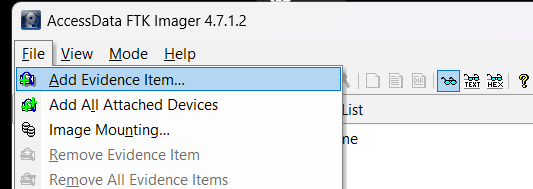 AccessData FTK Imager 4.7.1.2
File View Mode Help
Add Evidence Item...
TEXT HEX ?
Add All Attached Devices
List
Image Mounting...
me
Remove Evidence Item
Remove All Evidence Items